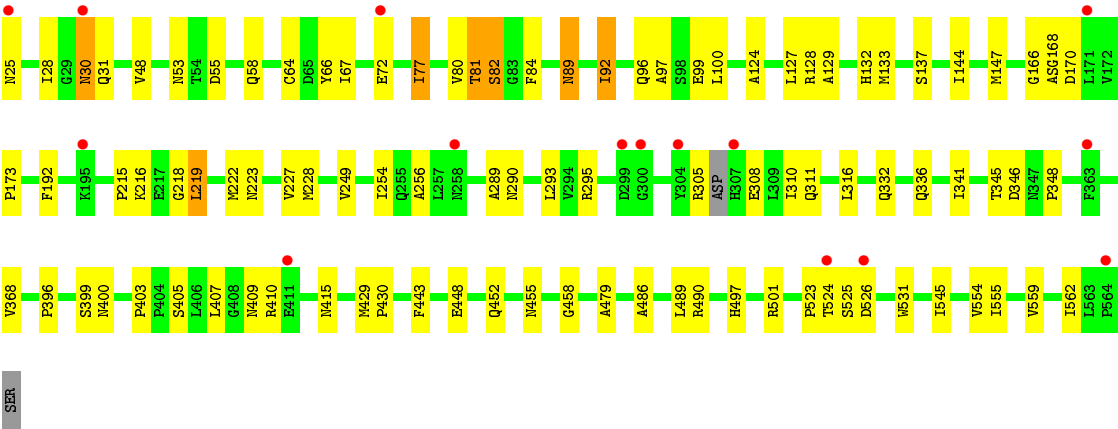 N25 I28 G29 N30 Q31 V48 N53 T54 D55 Q58 C64 D65 Y66 I67 E72 I77 V80 T81 S82 G83 F84 N89 I92 Q96 A97 S98 E99 L100 A124 L127 R128 A129 H132 M133 S137 I144 M147 G166 ASG168 D170 L171 V172
P173 F192 K195 P215 K216 E217 G218 L219 M222 N223 V227 M228 V249 I254 Q255 A256 L257 N258 A289 N290 L293 V294 R295 D299 G300 Y304 R305 ASP H307 E308 L309 I310 Q311 L316 Q332 Q336 I341 T345 D346 N347 P348 F363
V368 P396 S399 N400 P403 P404 S405 L406 L407 G408 N409 R410 E411 N415 M429 P430 F443 E448 Q452 N455 G458 A479 A486 L489 R490 H497 R501 P523 T524 S525 D526 W531 I545 V554 I555 V559 I562 L563 P564
SER